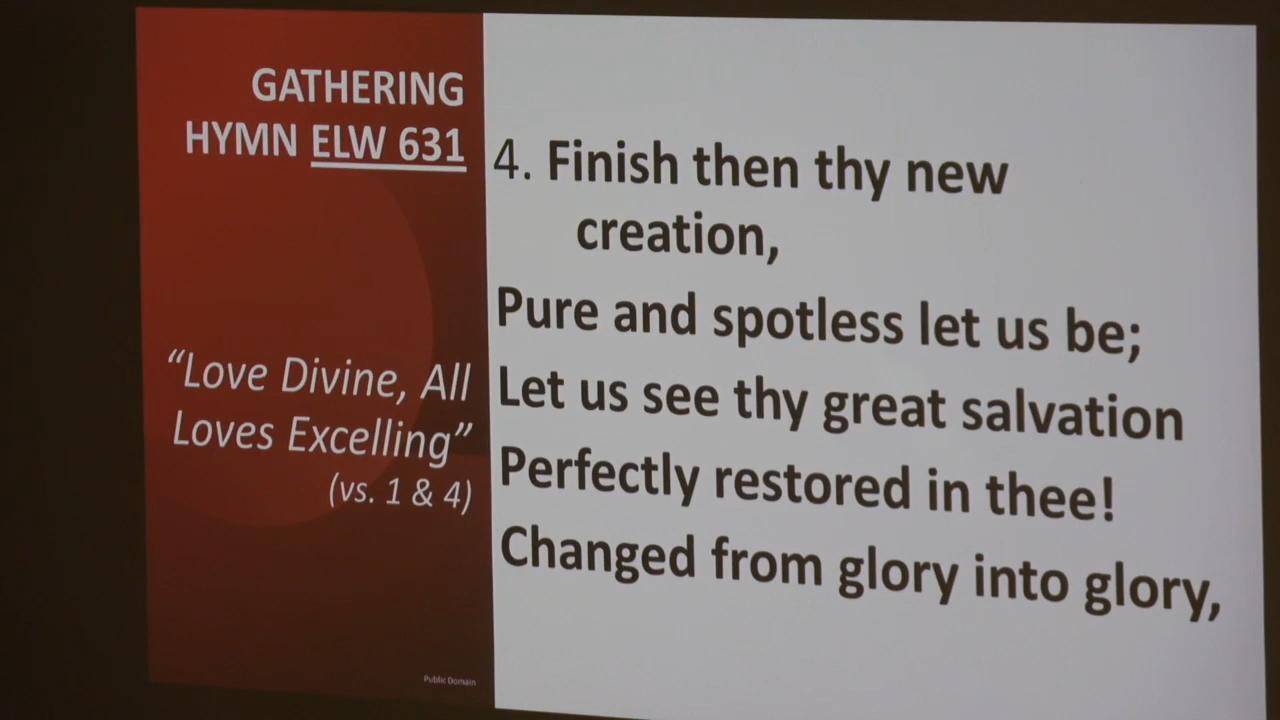 GATHERING
HYMN ELW 631
“Love Divine, All
Loves Excelling”
(vs. 1 & 4)
Public Domain
4. Finish then thy new
creation,
Pure and spotless let us be;
Let us see thy great salvation
Perfectly restored in thee!
Changed from glory into glory,